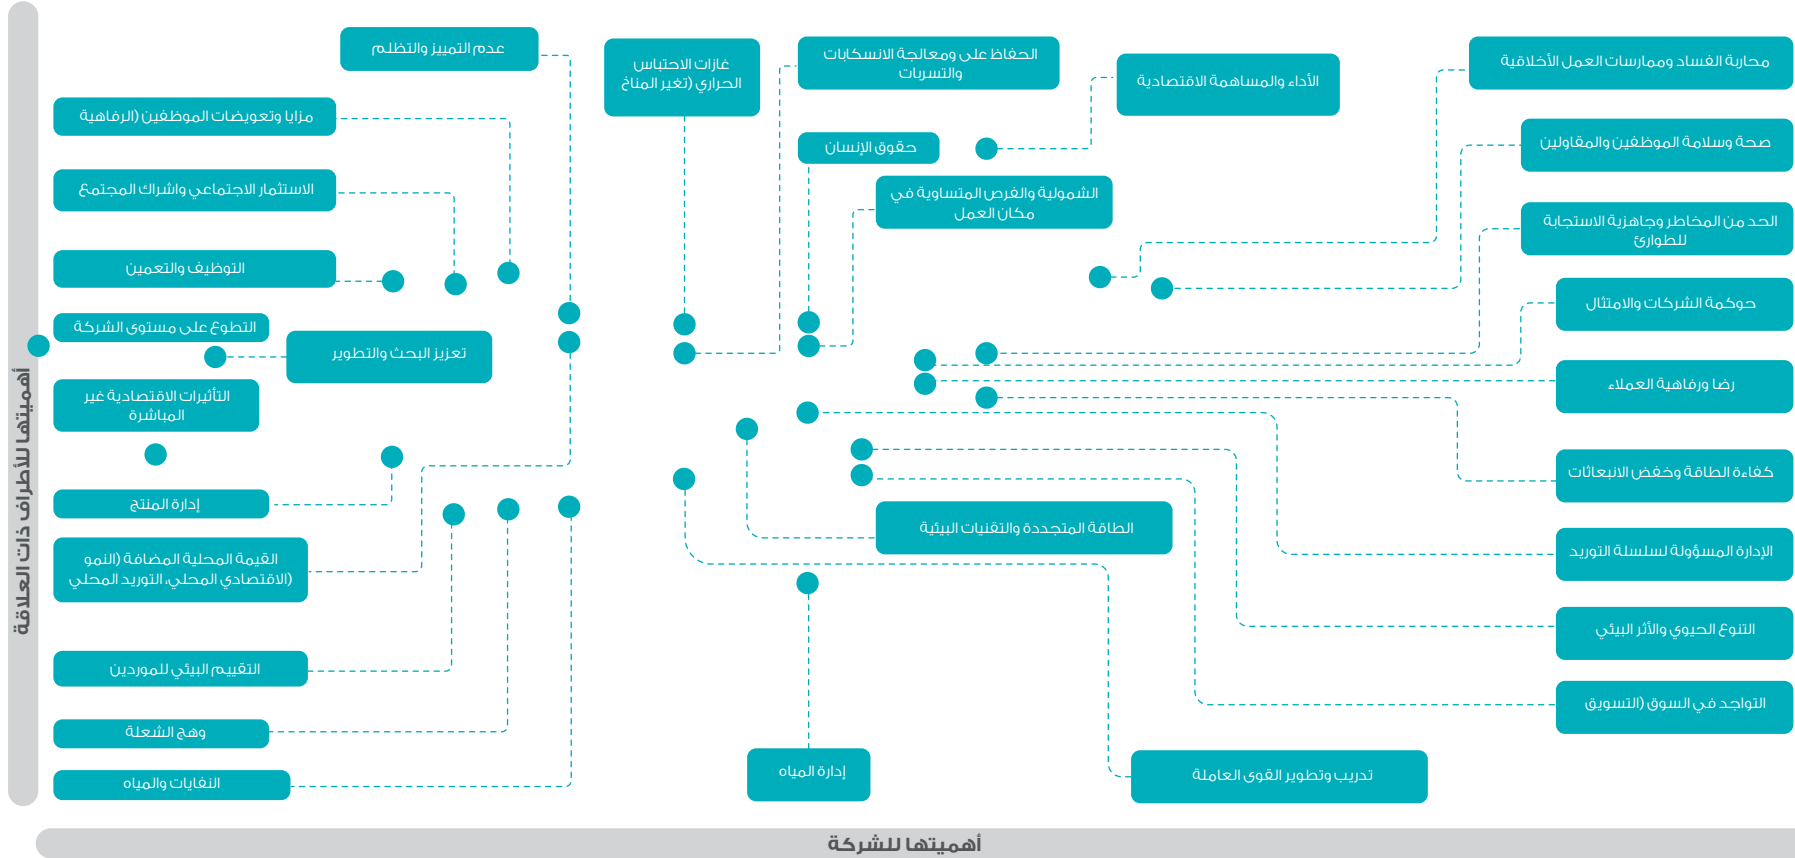 محاربة الفساد وممارسات العمل الأخلاقية
صحة وسلامة الموظفين والمقاولين
الحد من المخاطر وجاهزية الاستجابة
للطوارئ
حوكمة الشركات والامتثال
رضا ورفاهية العملاء
كفاءة الطاقة وخفض الانبعاثات
الإدارة المسؤولة لسلسلة التوريد
التنوع الحيوي والأثر البيئي
التواجد في السوق (التسويق
تدريب وتطوير القوى العاملة
الأداء والمساهمة الاقتصادية
الحفاظ على ومعالجة الانسكابات
والتسربات
حقوق الإنسان
الشمولية والفرص المتساوية في
مكان العمل
الطاقة المتجددة والتقنيات البيئية
إدارة المياه
غازات الاحتباس
الحراري (تغير المناخ
عدم التمييز والتظلم
مزايا وتعويضات الموظفين (الرفاهية
الاستثمار الاجتماعي واشراك المجتمع
التوظيف والتعمين
التطوع على مستوى الشركة
تعزيز البحث والتطوير
التأثيرات الاقتصادية غير
المباشرة
إدارة المنتج
القيمة المحلية المضافة (النمو
(الاقتصادي المحلي، التوريد المحلي
التقييم البيئي للموردين
وهج الشعلة
النفايات والمياه
أهميتها للأطراف ذات العلاقة
أهميتها للشركة